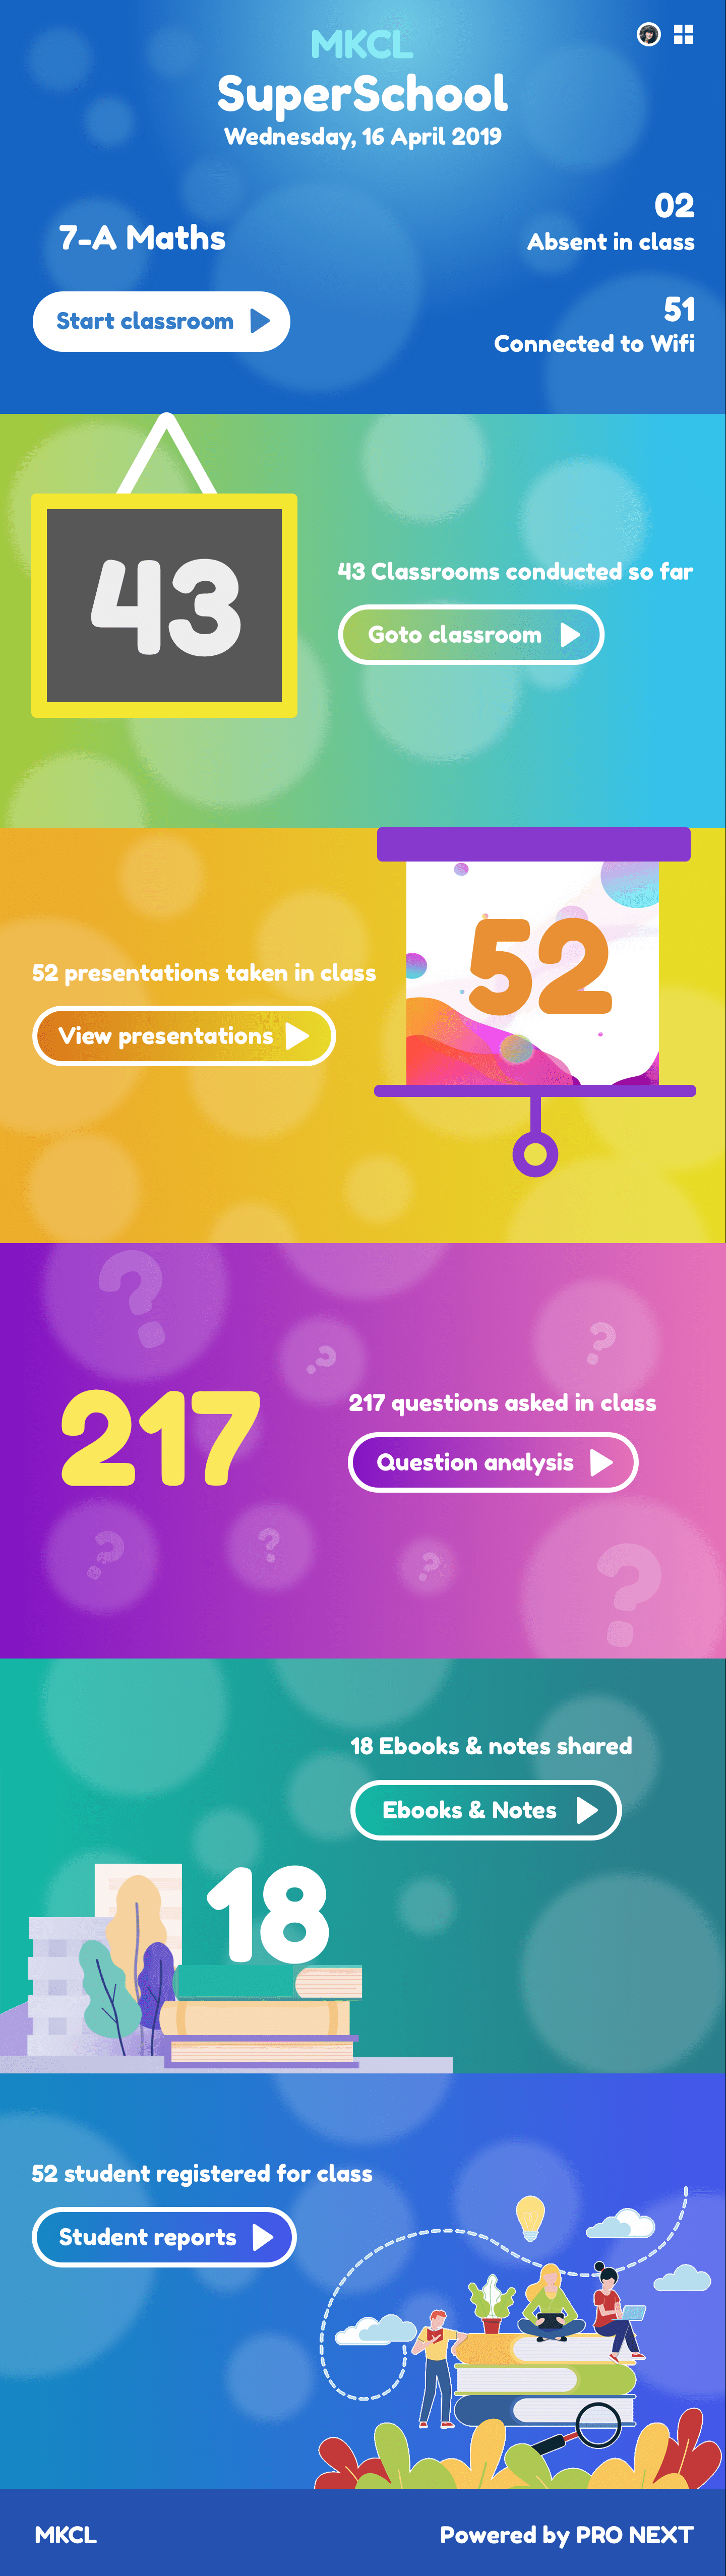 MKCL
SuperSchool
Wednesday, 16 April 2019
7-A Maths
Start classroom
02
Absent in class
51
Connected to Wifi
43
43 Classrooms conducted so far
Goto classroom
52 presentations taken in class
View presentations
52
?
?
?
217
217 questions asked in class
Question analysis
?
?
?
?
18 Ebooks & notes shared
Ebooks & Notes
18
52 student registered for class
Student reports
MKCL
Powered by PRO NEXT